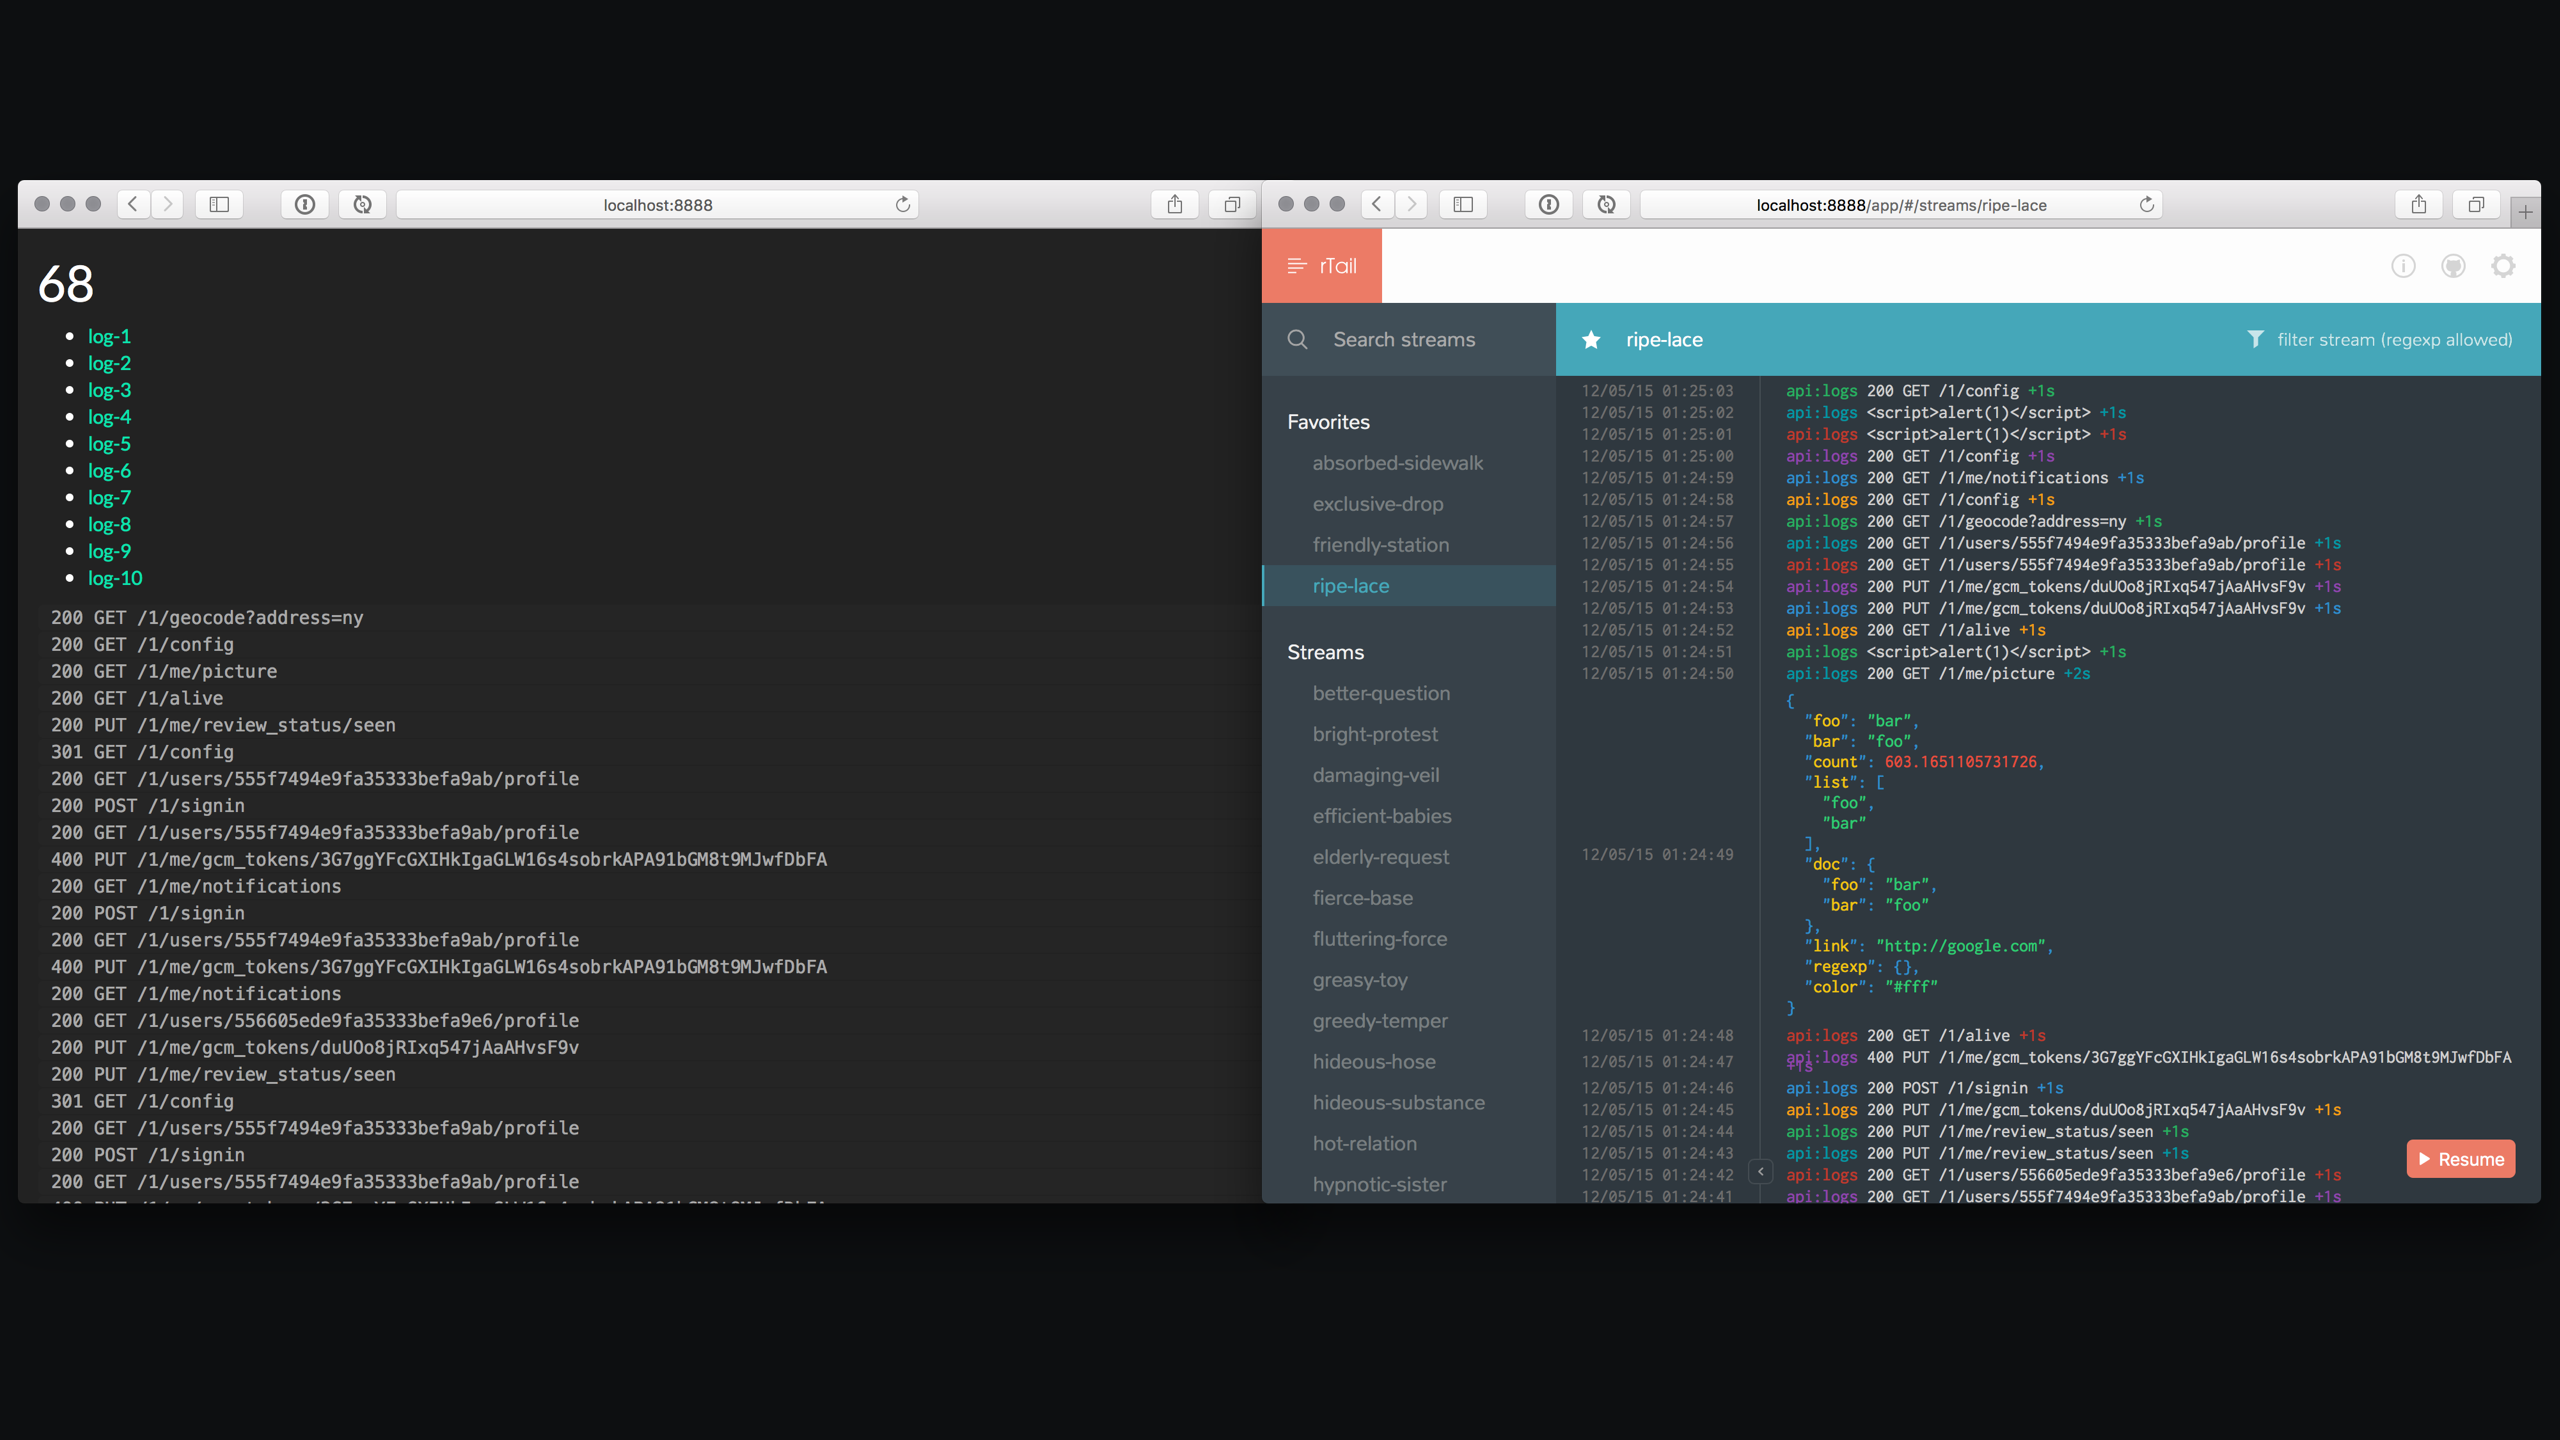 localhost:8888
68
log-1
log-2
log-3
log-4
log-5
log-6
log-7
log-8
log-9
log-10
200 GET /1/geocode?address=ny
200 GET /1/config
200 GET /1/me/picture
200 GET /1/alive
200 PUT /1/me/review_status/seen
301 GET /1/config
200 GET /1/users/555f7494e9fa35333befa9ab/profile
200 POST /1/signin
200 GET /1/users/555f7494e9fa35333befa9ab/profile
400 PUT /1/me/gcm_tokens/3G7ggYFcGXIHkIgaGLW16s4sobrkAPA91bGM8t9MJwfDbFA
200 GET /1/me/notifications
200 POST /1/signin
200 GET /1/users/555f7494e9fa35333befa9ab/profile
400 PUT /1/me/gcm_tokens/3G7ggYFcGXIHkIgaGLW16s4sobrkAPA91bGM8t9MJwfDbFA
200 GET /1/me/notifications
200 GET /1/users/556605ede9fa35333befa9e6/profile
200 PUT /1/me/gcm_tokens/duUOo8jRIxq547jAaAHvsF9v
200 PUT /1/me/review_status/seen
301 GET /1/config
200 GET /1/users/555f7494e9fa35333befa9ab/profile
200 POST /1/signin
200 GET /1/users/555f7494e9fa35333befa9ab/profile
localhost:8888/app/#/streams/ripe-lace
rTail
Search streams
Favorites
absorbed-sidewalk
exclusive-drop
friendly-station
ripe-lace
Streams
better-question
bright-protest
damaging-veil
efficient-babies
elderly-request
fierce-base
fluttering-force
greasy-toy
greedy-temper
hideous-hose
hideous-substance
hot-relation
hypnotic-sister
ripe-lace
filter stream (regexp allowed)
12/05/15 01:25:03 api:logs 200 GET /1/config +1s
12/05/15 01:25:02 api:logs <script>alert(1)</script> +1s
12/05/15 01:25:01 api:logs <script>alert(1)</script> +1s
12/05/15 01:25:00 api:logs 200 GET /1/config +1s
12/05/15 01:24:59 api:logs 200 GET /1/me/notifications +1s
12/05/15 01:24:58 api:logs 200 GET /1/config +1s
12/05/15 01:24:57 api:logs 200 GET /1/geocode?address=ny +1s
12/05/15 01:24:56 api:logs 200 GET /1/users/555f7494e9fa35333befa9ab/profile +1s
12/05/15 01:24:55 api:logs 200 GET /1/users/555f7494e9fa35333befa9ab/profile +1s
12/05/15 01:24:54 api:logs 200 PUT /1/me/gcm_tokens/duUOo8jRIxq547jAaAHvsF9v +1s
12/05/15 01:24:53 api:logs 200 PUT /1/me/gcm_tokens/duUOo8jRIxq547jAaAHvsF9v +1s
12/05/15 01:24:52 api:logs 200 GET /1/alive +1s
12/05/15 01:24:51 api:logs <script>alert(1)</script> +1s
12/05/15 01:24:50 api:logs 200 GET /1/me/picture +2s
12/05/15 01:24:49
{
"foo": "bar",
"bar": "foo",
"count": 603.1651105731726,
"list": [
"foo",
"bar"
],
"doc": {
"foo": "bar",
"bar": "foo"
},
"link": "http://google.com",
"regexp": {},
"color": "#fff"
}
12/05/15 01:24:48 api:logs 200 GET /1/alive +1s
12/05/15 01:24:47 api:logs 400 PUT /1/me/gcm_tokens/3G7ggYFcGXIHkIgaGLW16s4sobrkAPA91bGM8t9MJwfDbFA
+1s
12/05/15 01:24:46 api:logs 200 POST /1/signin +1s
12/05/15 01:24:45 api:logs 200 PUT /1/me/gcm_tokens/duUOo8jRIxq547jAaAHvsF9v +1s
12/05/15 01:24:44 api:logs 200 PUT /1/me/review_status/seen +1s
12/05/15 01:24:43 api:logs 200 PUT /1/me/review_status/seen +1s
12/05/15 01:24:42 api:logs 200 GET /1/users/556605ede9fa35333befa9e6/profile +1s
12/05/15 01:24:41 api:logs 200 GET /1/users/555f7494e9fa35333befa9ab/profile +1s
Resume